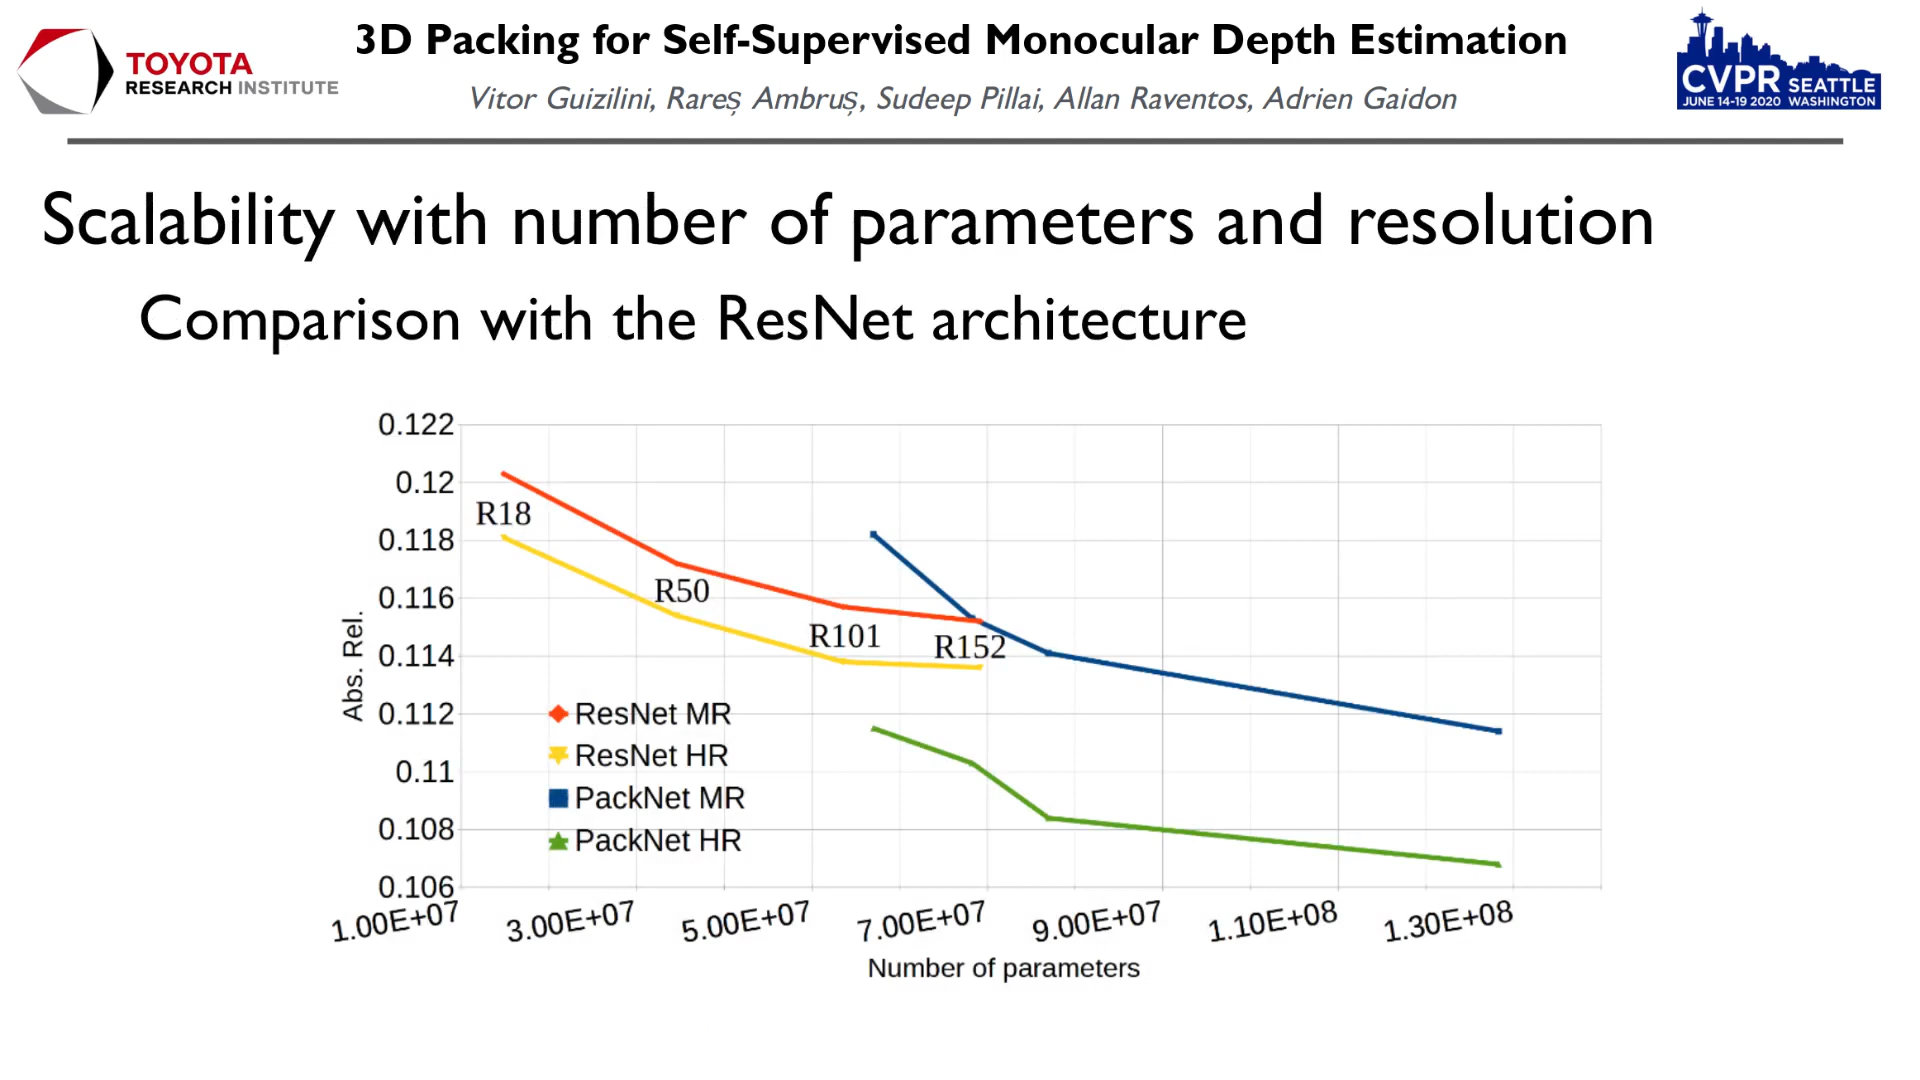 TOYOTA
RESEARCH INSTITUTE
3D Packing for Self-Supervised Monocular Depth Estimation
Vitor Guizilini, Rareș Ambruș, Sudeep Pillai, Allan Raventos, Adrien Gaidon
CVPR SEATTLE
JUNE 14-19 2020 WASHINGTON
Scalability with number of parameters and resolution
Comparison with the ResNet architecture
0.122
0.12
0.118
0.116
0.114
0.112
0.11
0.108
0.106
Abs. Rel.
R18
R50
R101
R152
ResNet MR
ResNet HR
PackNet MR
PackNet HR
1.00E+07 3.00E+07 5.00E+07 7.00E+07 9.00E+07 1.10E+08 1.30E+08
Number of parameters